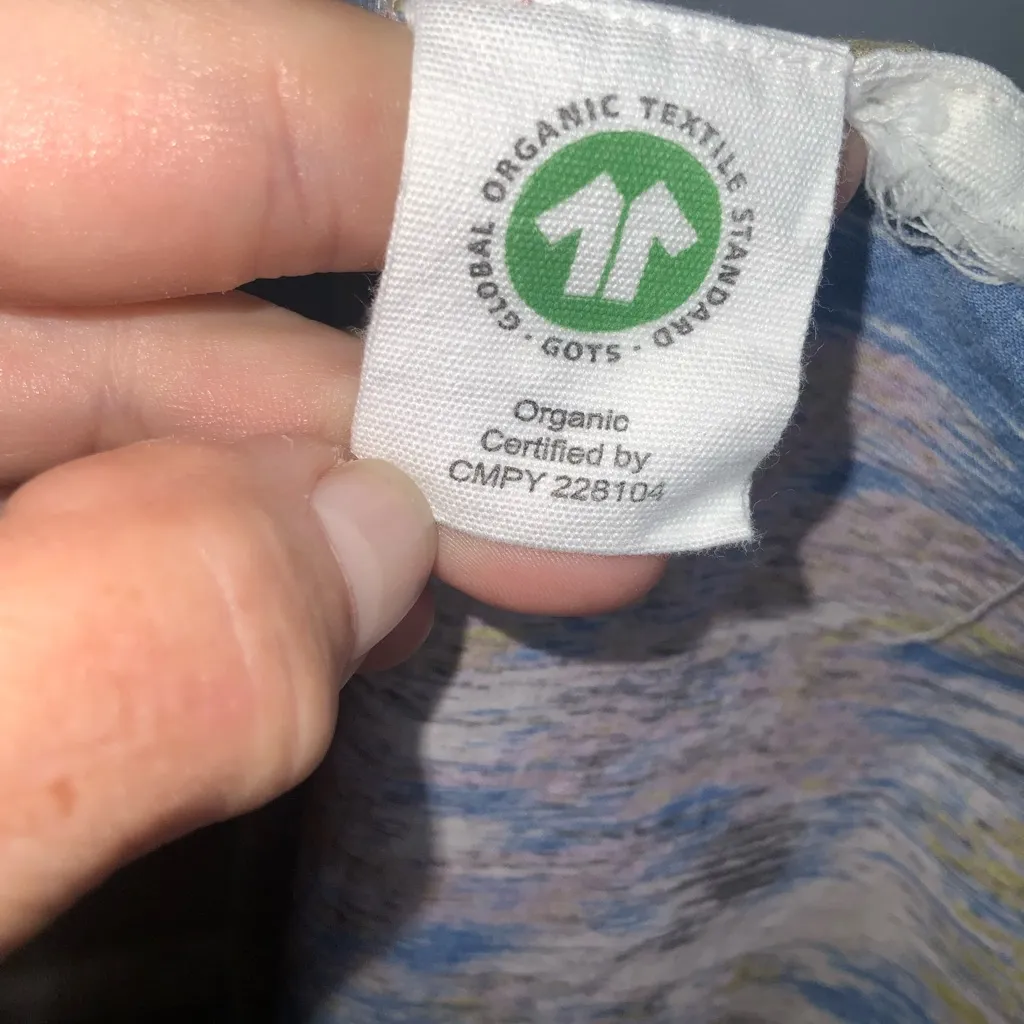 GLOBAL ORGANIC TEXTILE STANDARD
· GOTS ·
Organic
Certified by
CMPY 228104